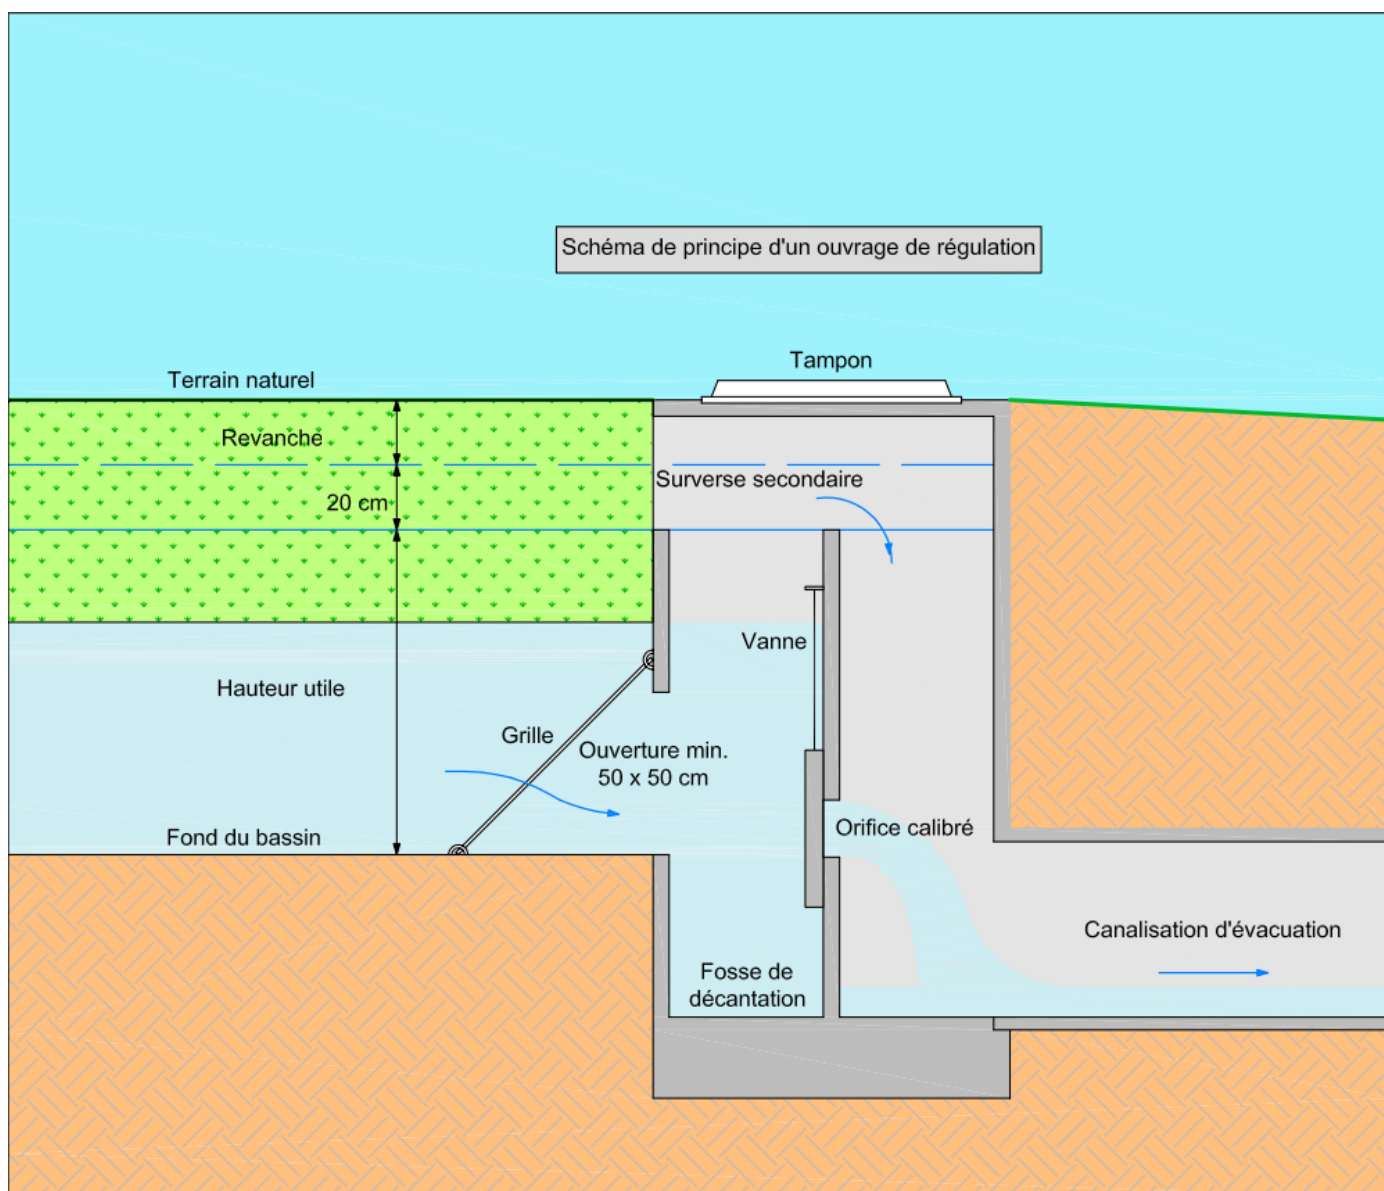 Schéma de principe d'un ouvrage de régulation
Tampon
Terrain naturel
Revanche
Surverse secondaire
20 cm
Vanne
Hauteur utile
Grille
Ouverture min.
50 x 50 cm
Orifice calibré
Fond du bassin
Canalisation d'évacuation
Fosse de
décantation